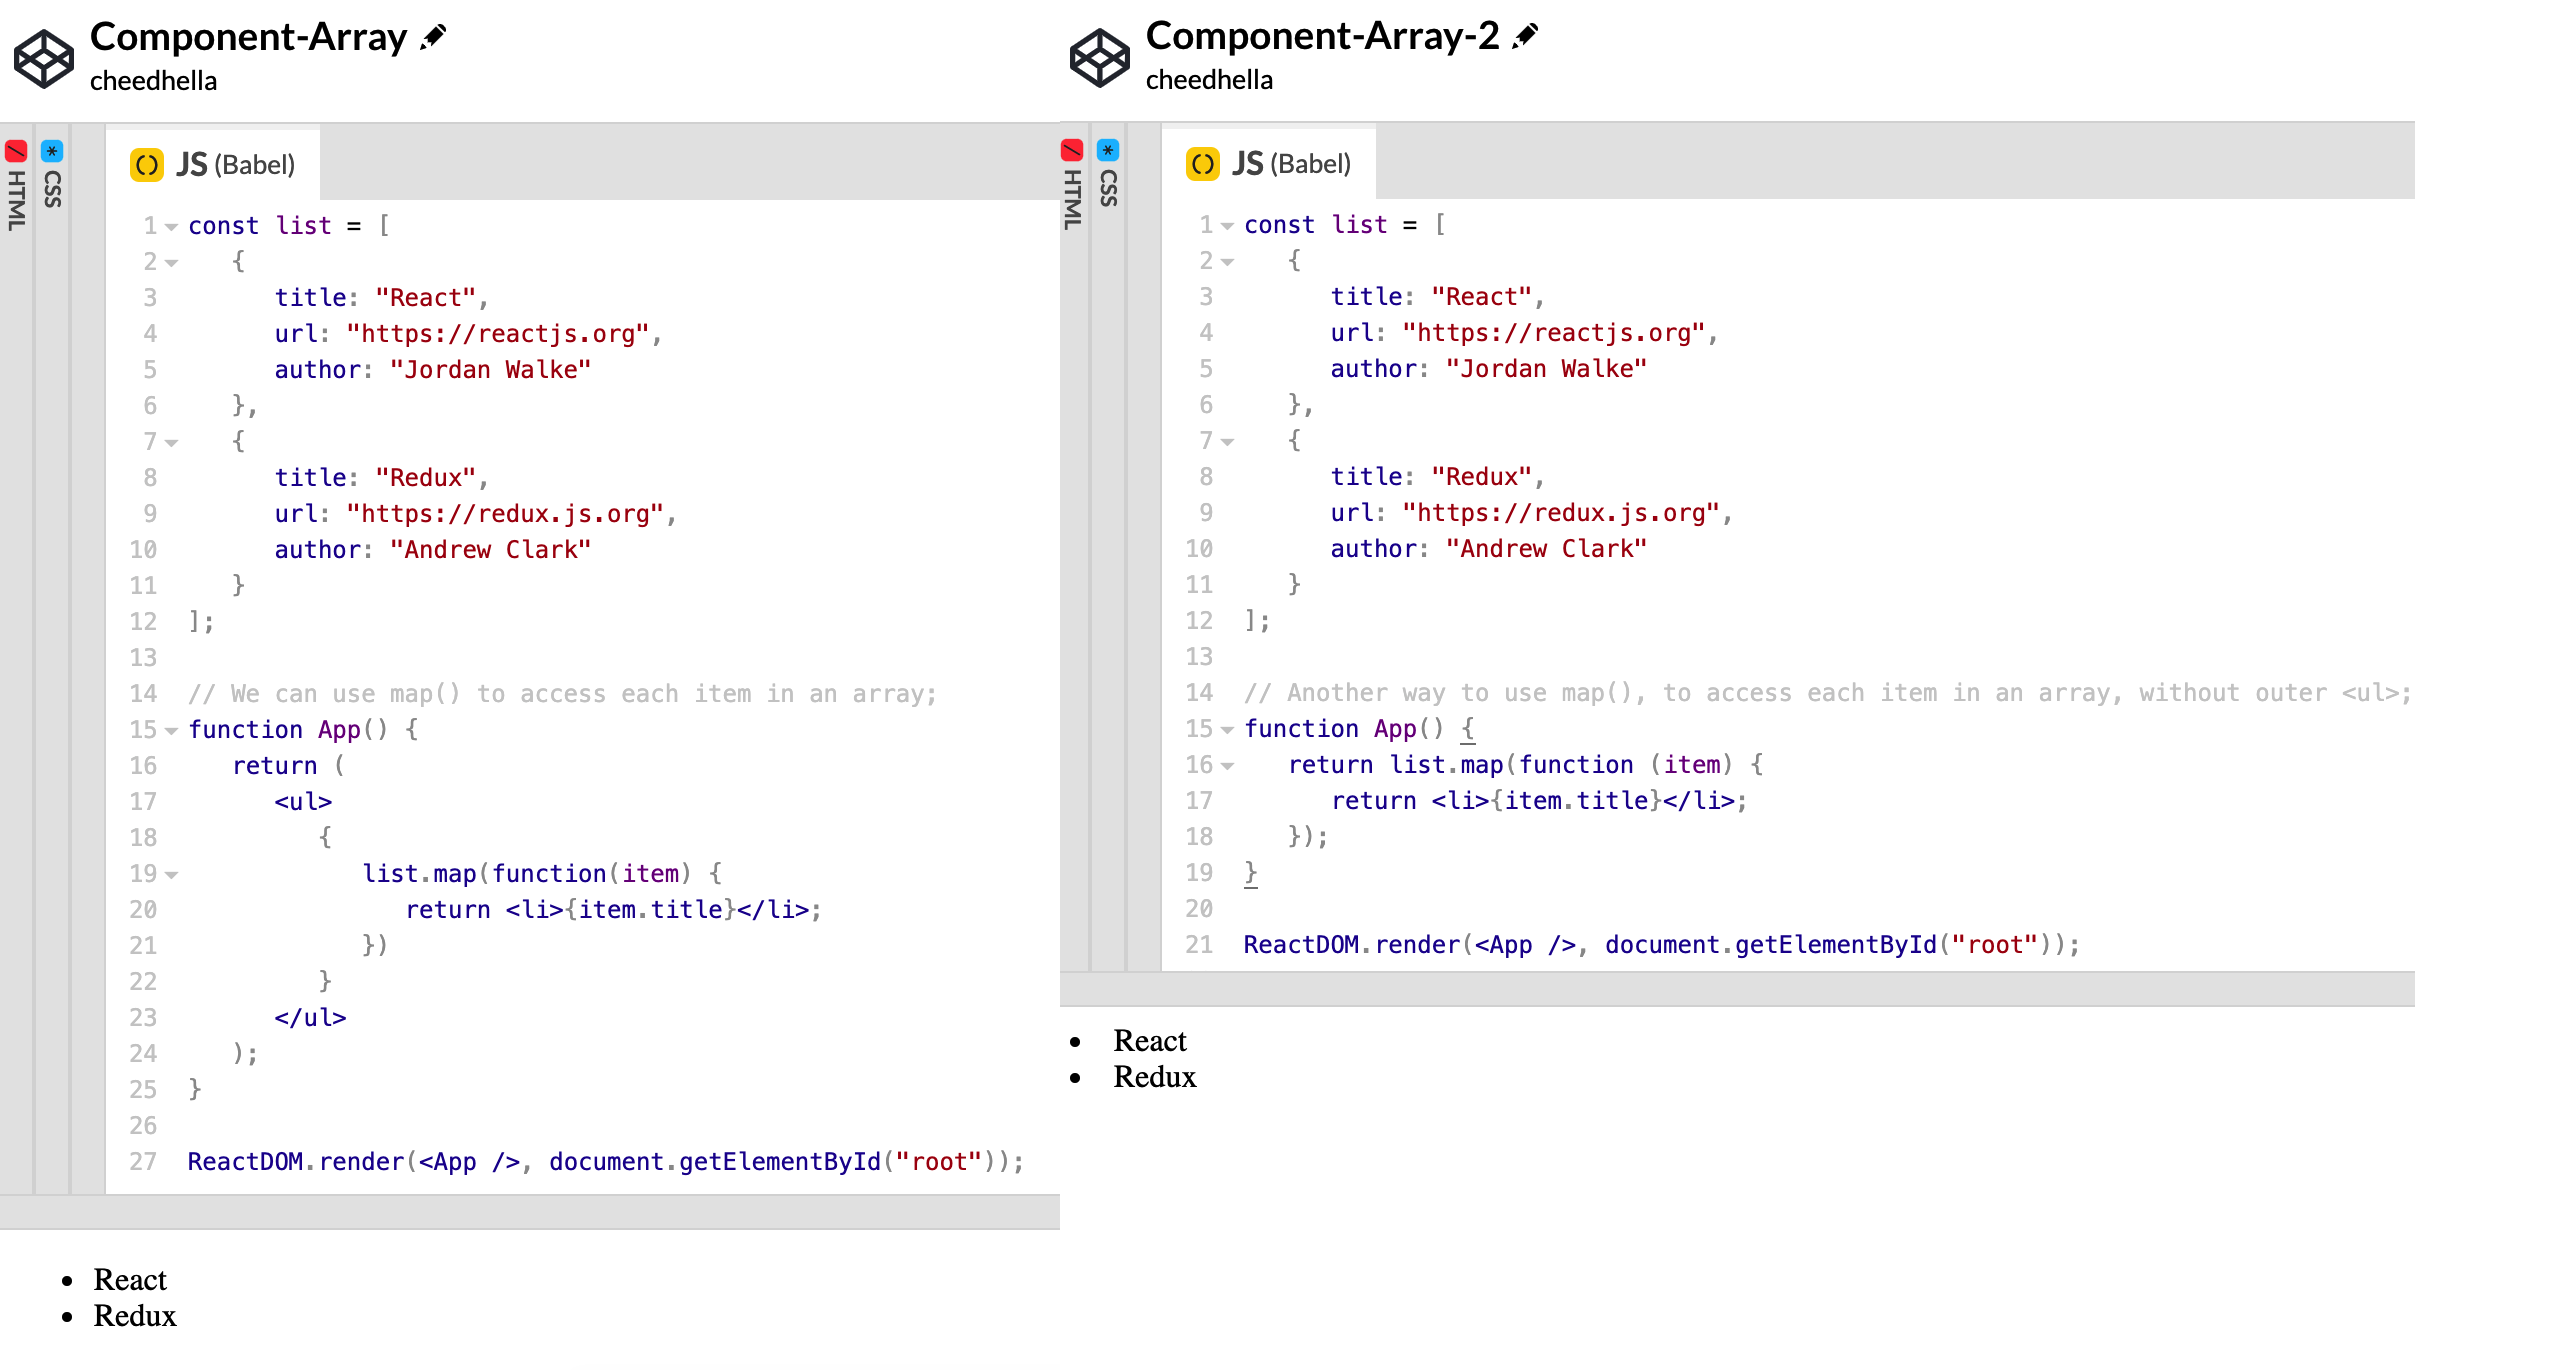 Component-Array
cheedhella
HTML
CSS
JS (Babel)
1 const list = [
2    {
3       title: "React",
4       url: "https://reactjs.org",
5       author: "Jordan Walke"
6    },
7    {
8       title: "Redux",
9       url: "https://redux.js.org",
10       author: "Andrew Clark"
11    }
12 ];
13
14 // We can use map() to access each item in an array;
15 function App() {
16    return (
17       <ul>
18          {
19             list.map(function(item) {
20                return <li>{item.title}</li>;
21             })
22          }
23       </ul>
24    );
25 }
26
27 ReactDOM.render(<App />, document.getElementById("root"));
• React
• Redux
Component-Array-2
cheedhella
HTML
CSS
JS (Babel)
1 const list = [
2    {
3       title: "React",
4       url: "https://reactjs.org",
5       author: "Jordan Walke"
6    },
7    {
8       title: "Redux",
9       url: "https://redux.js.org",
10       author: "Andrew Clark"
11    }
12 ];
13
14 // Another way to use map(), to access each item in an array, without outer <ul>;
15 function App() {
16    return list.map(function (item) {
17       return <li>{item.title}</li>;
18    });
19 }
20
21 ReactDOM.render(<App />, document.getElementById("root"));
• React
• Redux